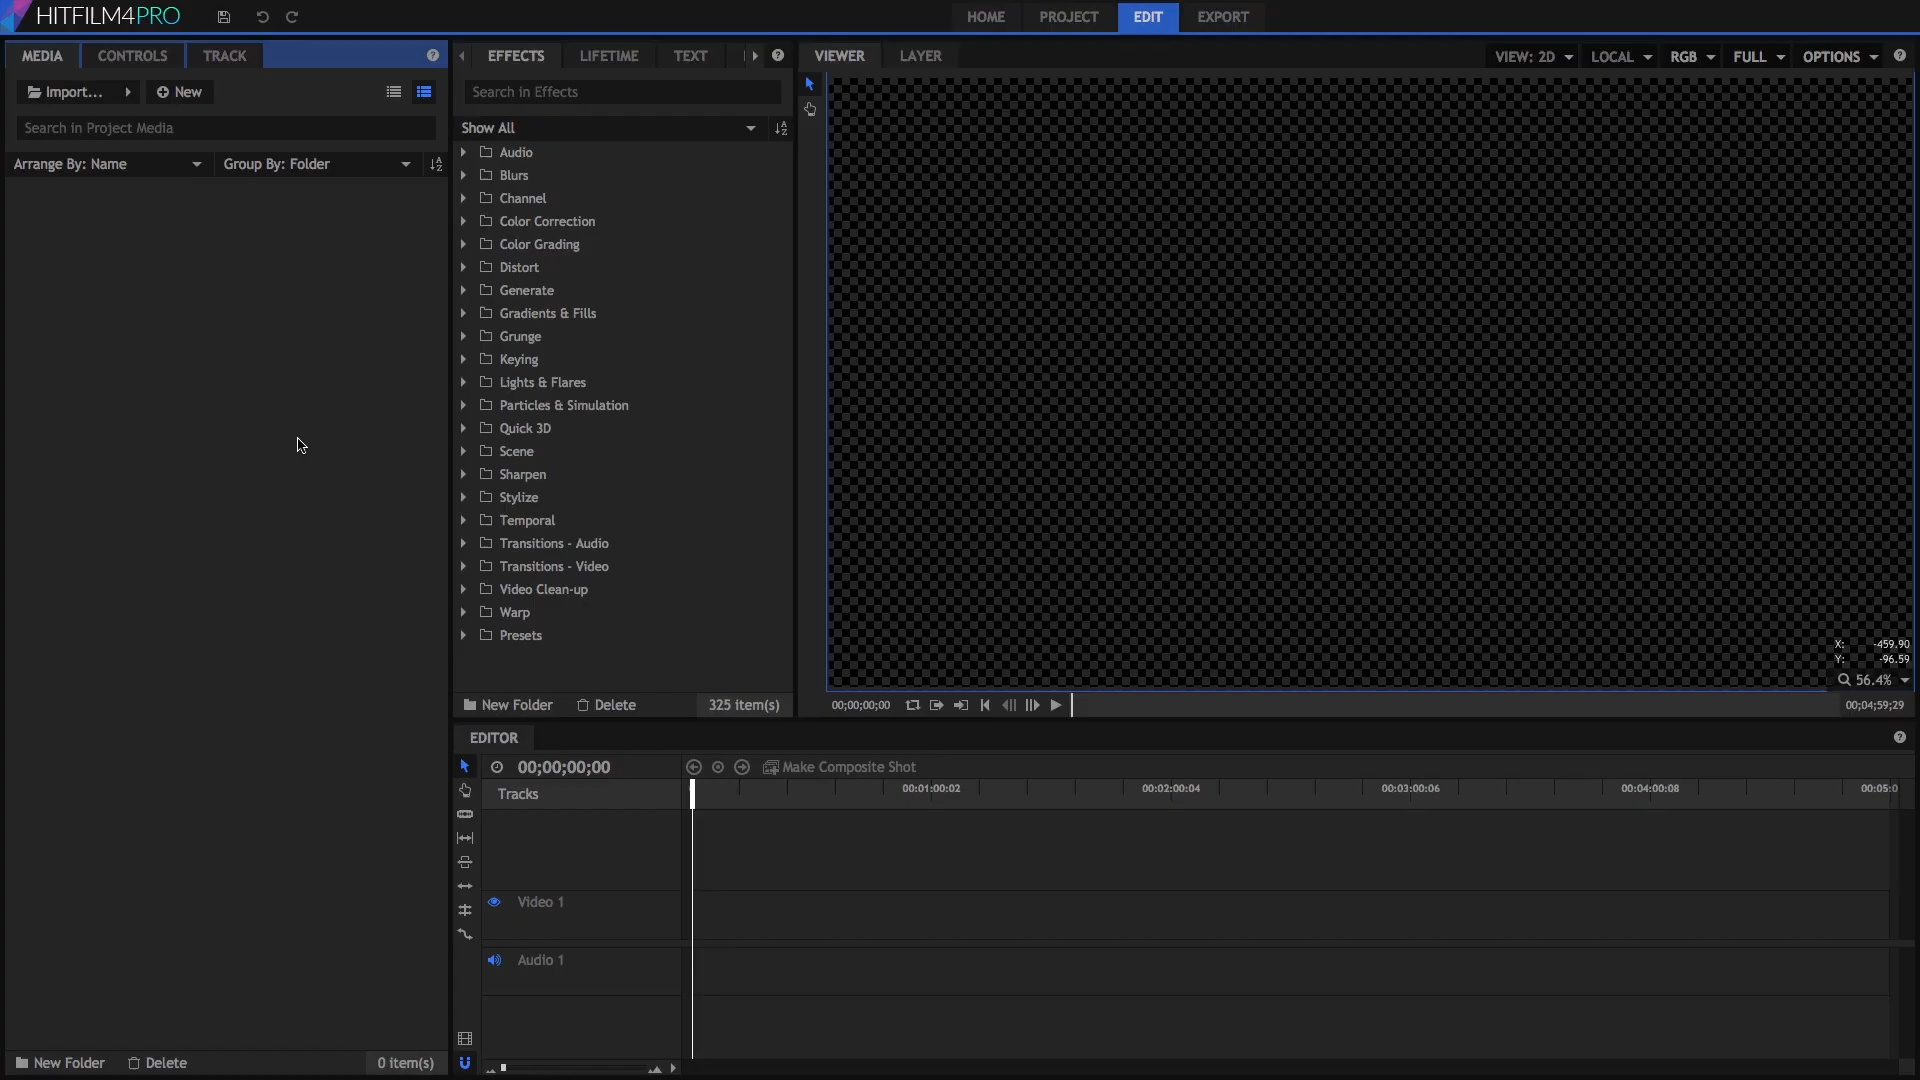 HITFILM4PRO
HOME PROJECT EDIT EXPORT
MEDIA CONTROLS TRACK
Import... New
Search in Project Media
Arrange By: Name Group By: Folder
New Folder Delete 0 item(s)
EFFECTS LIFETIME TEXT
Search in Effects
Show All
Audio
Blurs
Channel
Color Correction
Color Grading
Distort
Generate
Gradients & Fills
Grunge
Keying
Lights & Flares
Particles & Simulation
Quick 3D
Scene
Sharpen
Stylize
Temporal
Transitions - Audio
Transitions - Video
Video Clean-up
Warp
Presets
New Folder Delete 325 item(s)
VIEWER LAYER VIEW: 2D LOCAL RGB FULL OPTIONS
X: -459.90
Y: -96.59
56.4%
00;00;00;00 00;04;59;29
EDITOR
00;00;00;00 Make Composite Shot
Tracks 00:01:00:02 00:02:00:04 00:03:00:06 00:04:00:08 00:05:0
Video 1
Audio 1